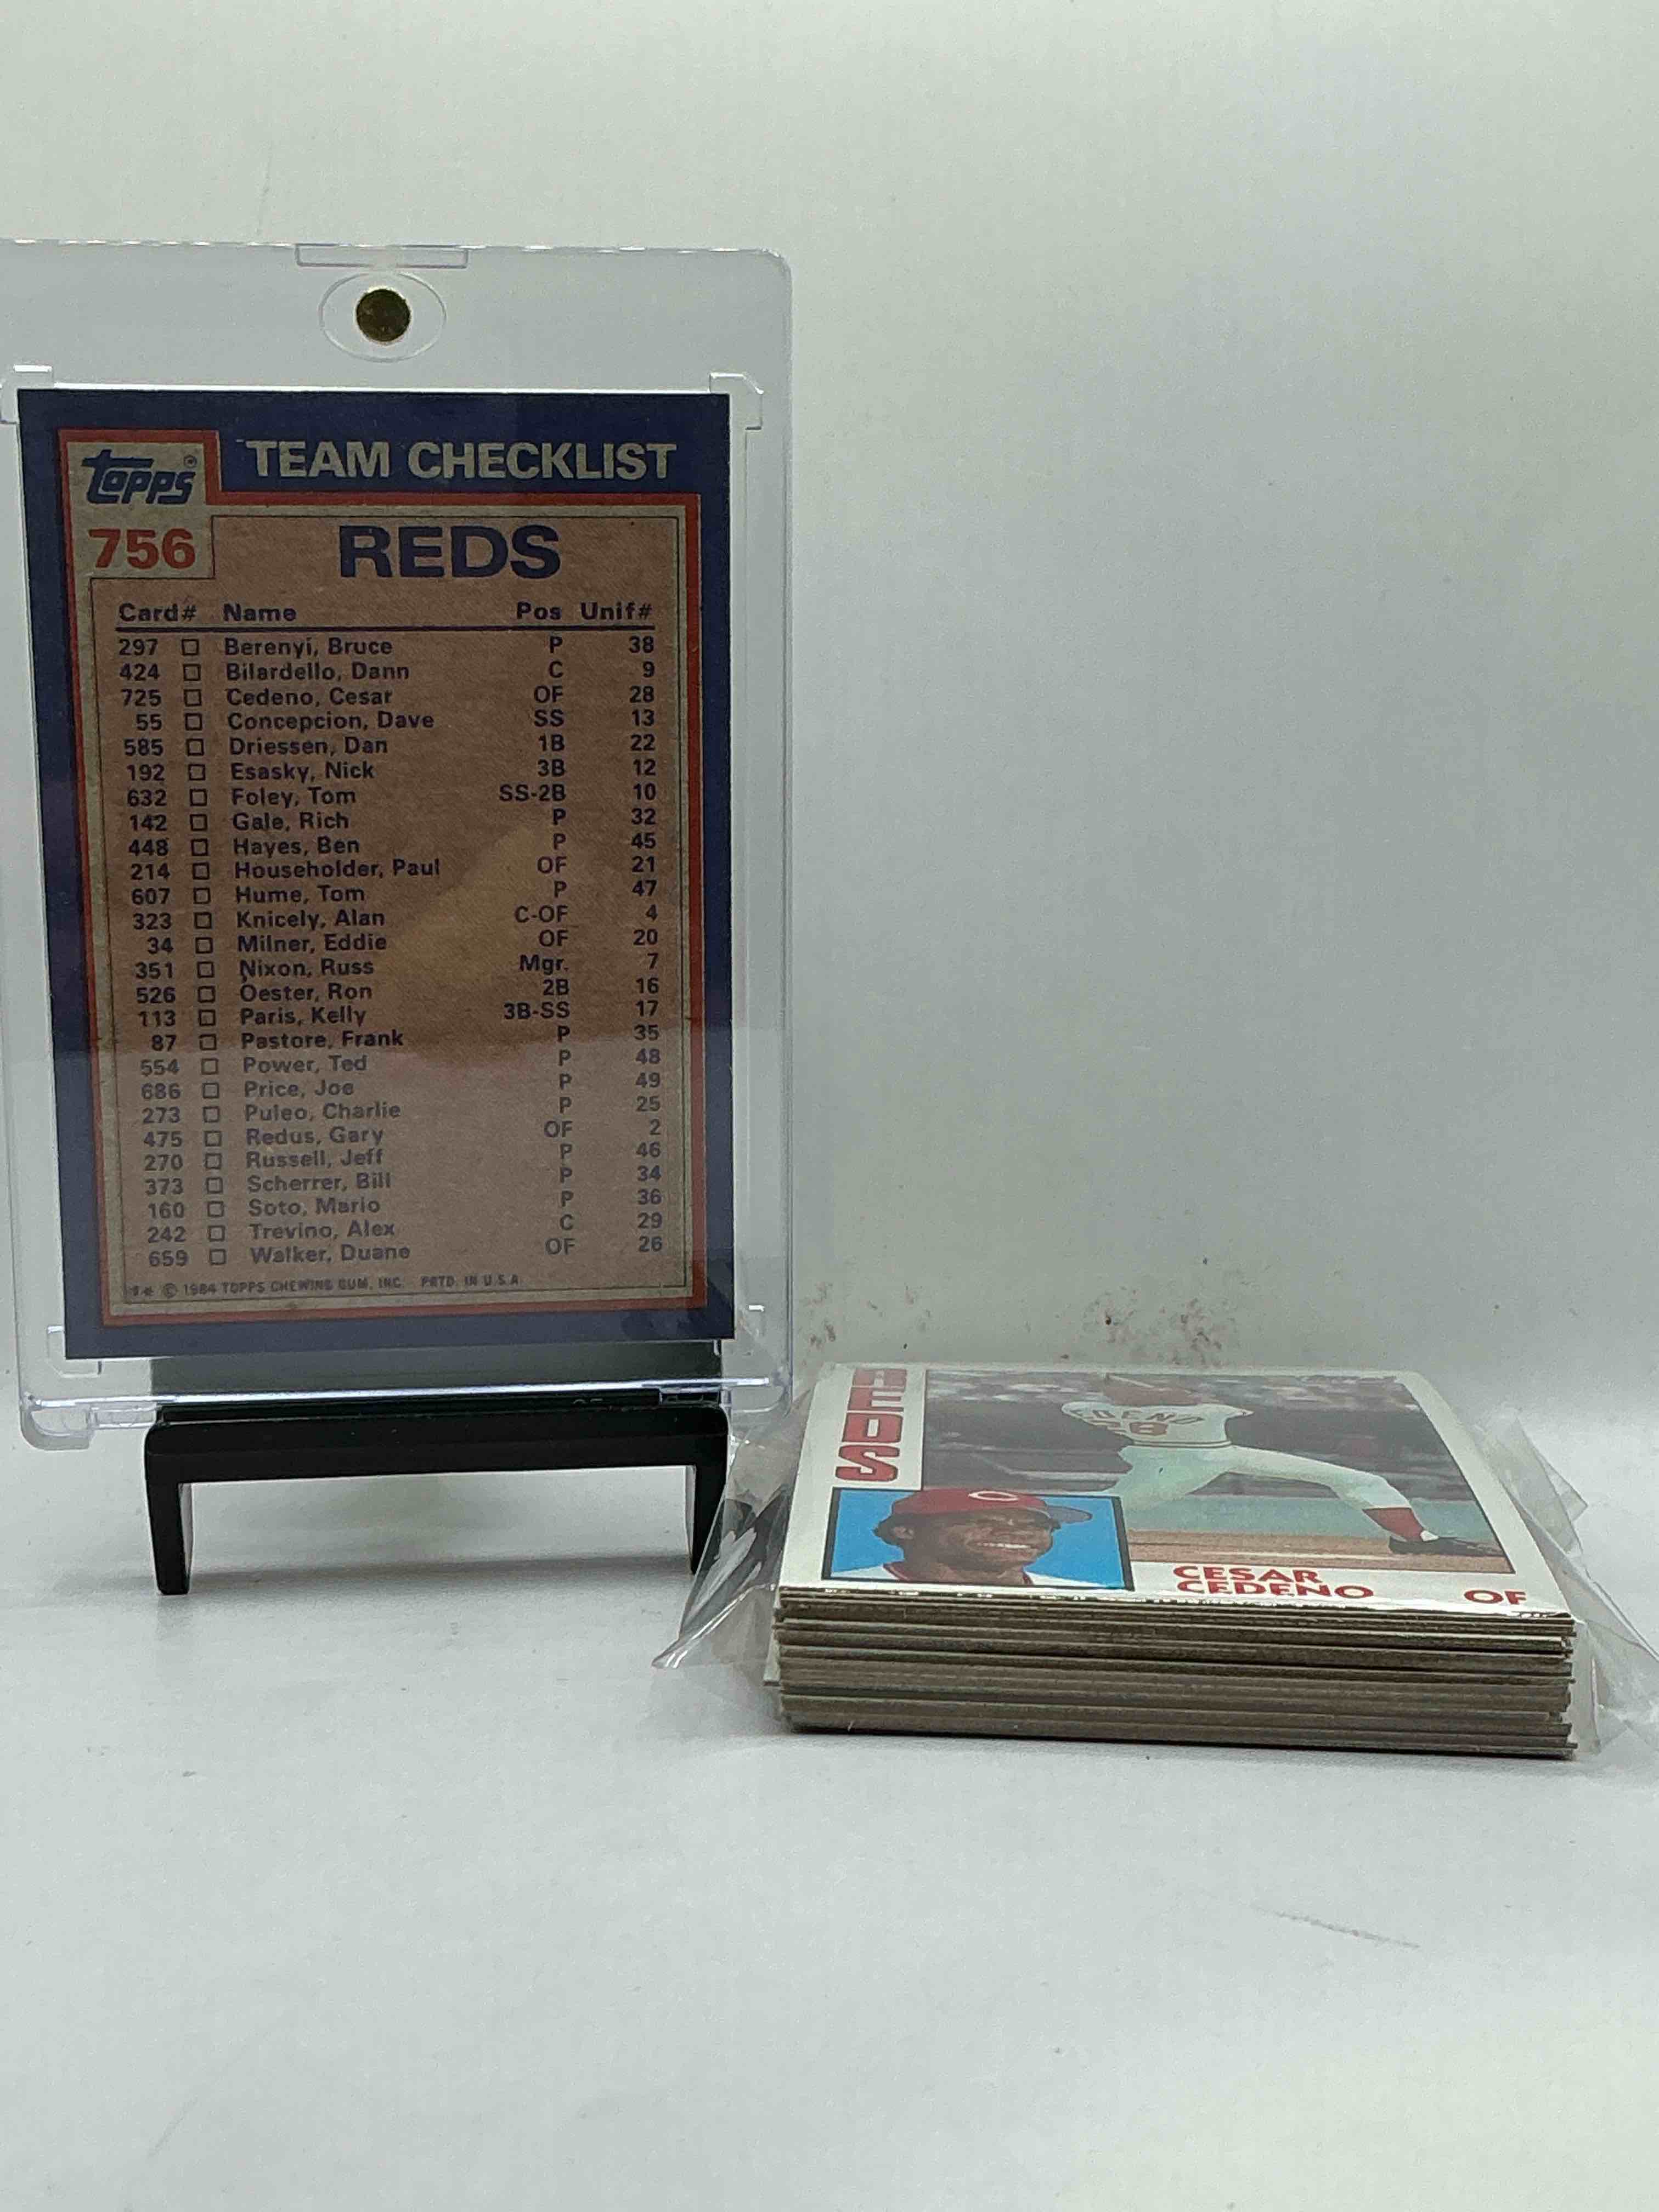 topps® TEAM CHECKLIST
756 REDS
Card# Name Pos Unif#
297 Berenyi, Bruce P 38
424 Bilardello, Dann C 9
725 Cedeno, Cesar OF 28
55 Concepcion, Dave SS 13
585 Driessen, Dan 1B 22
192 Esasky, Nick 3B 12
632 Foley, Tom SS-2B 10
142 Gale, Rich P 32
448 Hayes, Ben P 45
214 Householder, Paul OF 21
607 Hume, Tom P 47
323 Knicely, Alan C-OF 4
34 Milner, Eddie OF 20
351 Nixon, Russ Mgr. 7
526 Oester, Ron 2B 16
113 Paris, Kelly 3B-SS 17
87 Pastore, Frank P 35
554 Power, Ted P 48
686 Price, Joe P 49
273 Puleo, Charlie P 25
475 Redus, Gary OF 2
270 Russell, Jeff P 46
373 Scherrer, Bill P 34
160 Soto, Mario P 36
242 Trevino, Alex C 29
659 Walker, Duane OF 26
© 1984 TOPPS CHEWING GUM, INC. PRTD. IN U.S.A.
REDS
CESAR
CEDENO OF